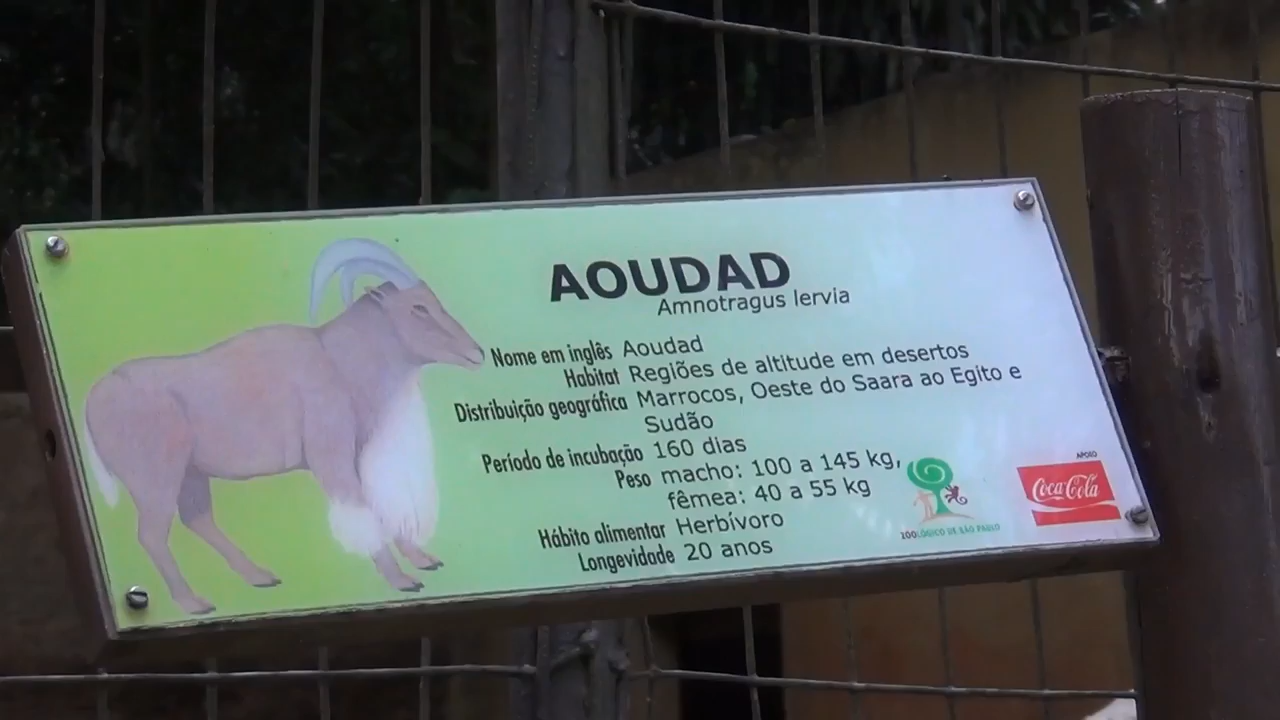 AOUDAD
Amnotragus lervia
Nome em inglês Aoudad
Habitat Regiões de altitude em desertos
Distribuição geográfica Marrocos, Oeste do Saara ao Egito e
Sudão
Período de incubação 160 dias
Peso macho: 100 a 145 kg,
fêmea: 40 a 55 kg
Hábito alimentar Herbívoro
Longevidade 20 anos
ZOOLÓGICO DE SÃO PAULO
APOIO
Coca-Cola